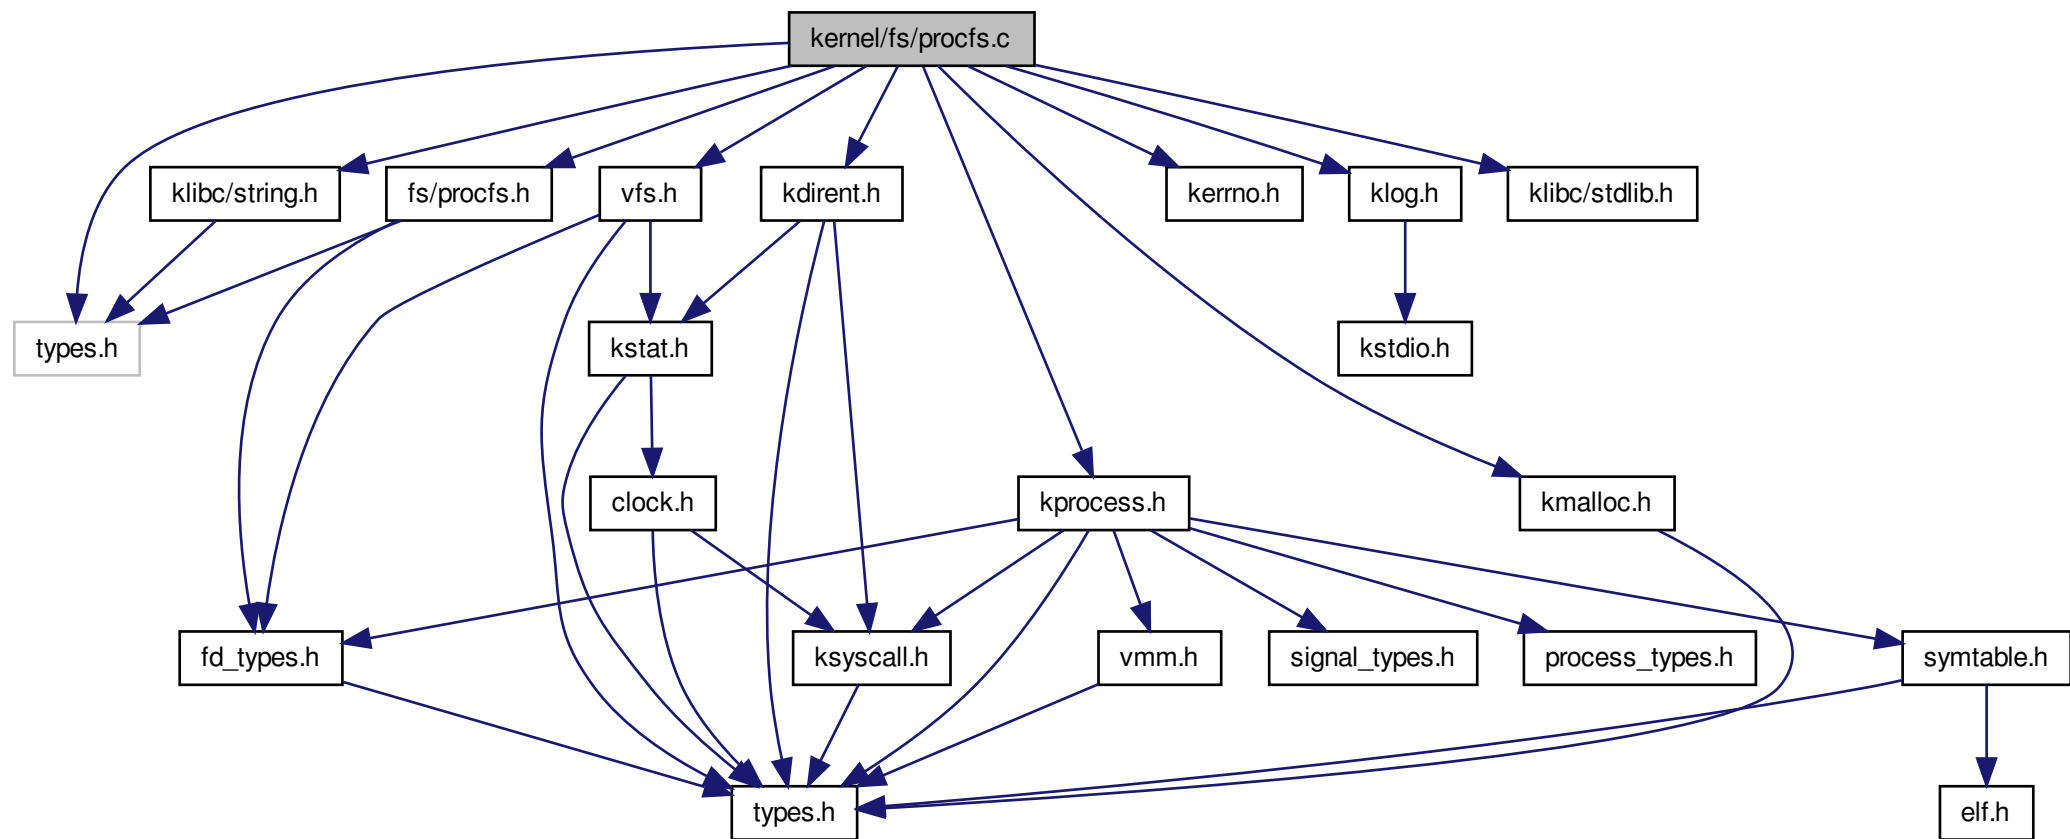 kernel/fs/procfs.c
klibc/string.h
fs/procfs.h
vfs.h
kdirent.h
kerrno.h
klog.h
klibc/stdlib.h
types.h
kstat.h
kstdio.h
clock.h
kprocess.h
kmalloc.h
fd_types.h
ksyscall.h
vmm.h
signal_types.h
process_types.h
symtable.h
types.h
elf.h